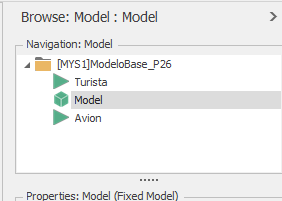 Browse: Model : Model
Navigation: Model
[MYS1]ModeloBase_P26
Turista
Model
Avion
Properties: Model (Fixed Model)